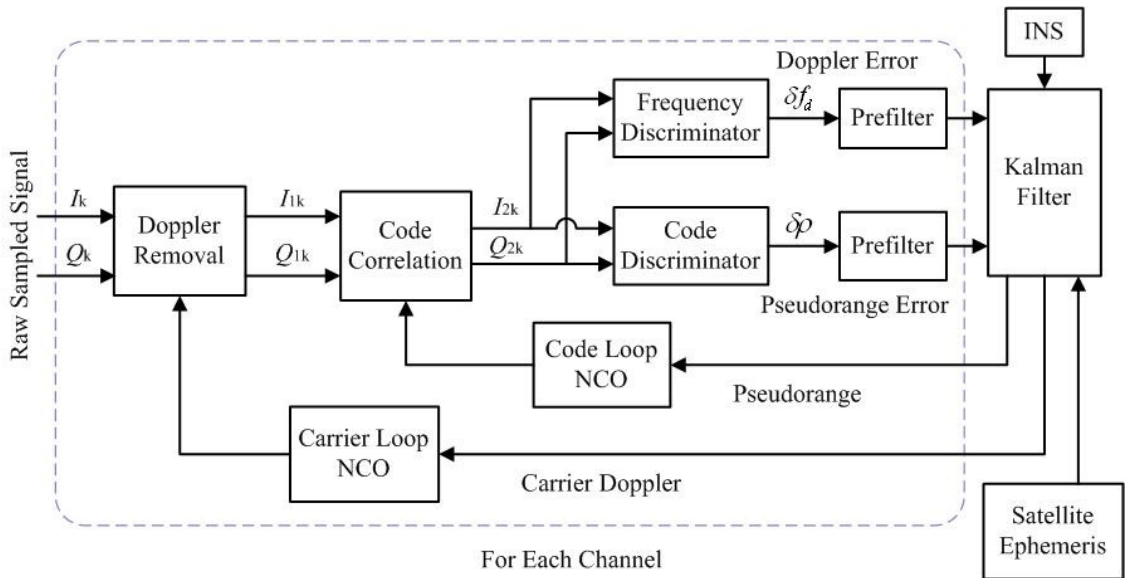 INS
Doppler Error
Frequency
Discriminator
δf_d
Prefilter
Kalman
Filter
Raw Sampled Signal
I_k
Q_k
Doppler
Removal
I_1k
Q_1k
Code
Correlation
I_2k
Q_2k
Code
Discriminator
δρ
Prefilter
Pseudorange Error
Code Loop
NCO
Pseudorange
Carrier Loop
NCO
Carrier Doppler
Satellite
Ephemeris
For Each Channel